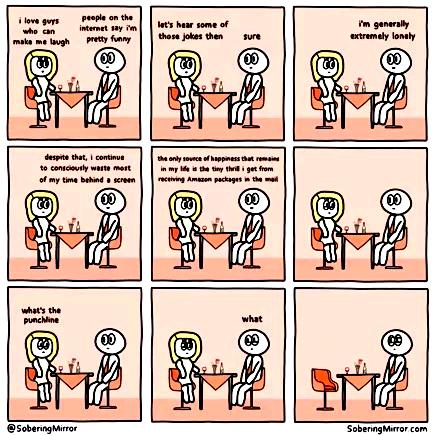 i love guys
who can
make me laugh
people on the
internet say i'm
pretty funny
let's hear some of
those jokes then
sure
i'm generally
extremely lonely
despite that, i continue
to consciously waste most
of my time behind a screen
the only source of happiness that remains
in my life is the tiny thrill i get from
receiving Amazon packages in the mail
what's the
punchline
what
@SoberingMirror
SoberingMirror.com